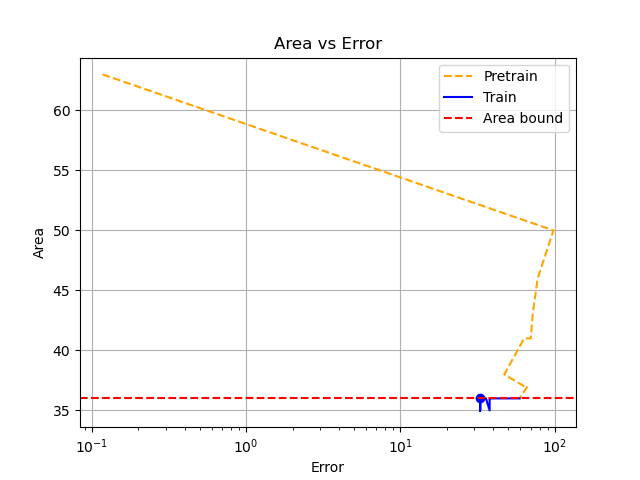 Area vs Error
Pretrain
Train
Area bound
60
55
50
45
40
35
Area
10⁻¹
10⁰
10¹
10²
Error